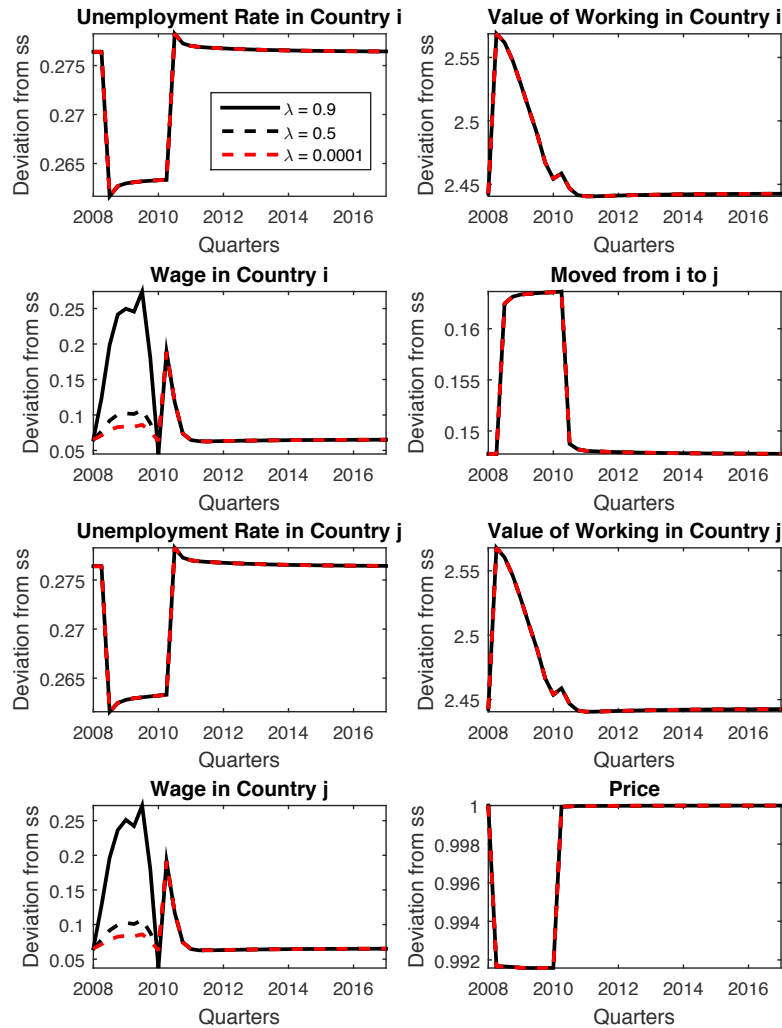 Unemployment Rate in Country i
Deviation from ss
0.275
0.27
0.265
λ = 0.9
λ = 0.5
λ = 0.0001
2008 2010 2012 2014 2016
Quarters
Value of Working in Country i
Deviation from ss
2.55
2.5
2.45
2008 2010 2012 2014 2016
Quarters
Wage in Country i
Deviation from ss
0.25
0.2
0.15
0.1
0.05
2008 2010 2012 2014 2016
Quarters
Moved from i to j
Deviation from ss
0.16
0.155
0.15
2008 2010 2012 2014 2016
Quarters
Unemployment Rate in Country j
Deviation from ss
0.275
0.27
0.265
2008 2010 2012 2014 2016
Quarters
Value of Working in Country j
Deviation from ss
2.55
2.5
2.45
2008 2010 2012 2014 2016
Quarters
Wage in Country j
Deviation from ss
0.25
0.2
0.15
0.1
0.05
2008 2010 2012 2014 2016
Quarters
Price
Deviation from ss
1
0.998
0.996
0.994
0.992
2008 2010 2012 2014 2016
Quarters